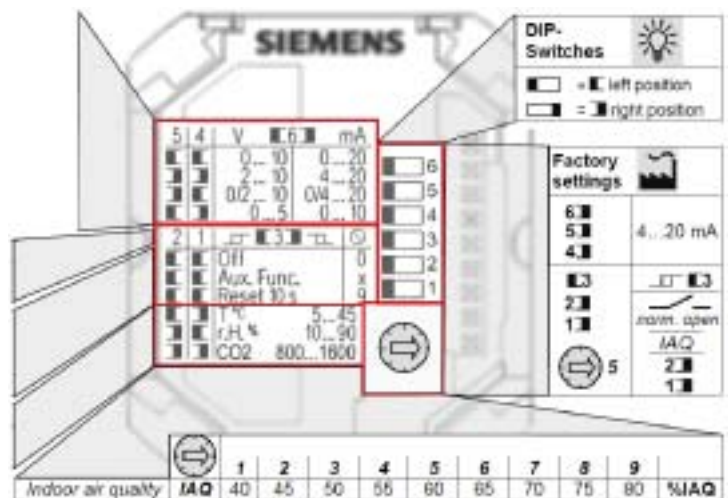 SIEMENS
DIP-
Switches
= left position
= right position
5 4 V 6 mA
0...10 0...20
2...10 4...20
0/2...10 0/4...20
0...5 0...10
6
5
4
3
2
1
Factory
settings
6
5
4
4...20 mA
2 1 3
Off 0
Aux. Func. x
Reset 10 s 9
T °C 5...45
r.H. % 10...90
CO2 800...1600
3
2
1
3
norm. open
IAQ
2
1
5
1 2 3 4 5 6 7 8 9
Indoor air quality IAQ 40 45 50 55 60 65 70 75 80 %IAQ